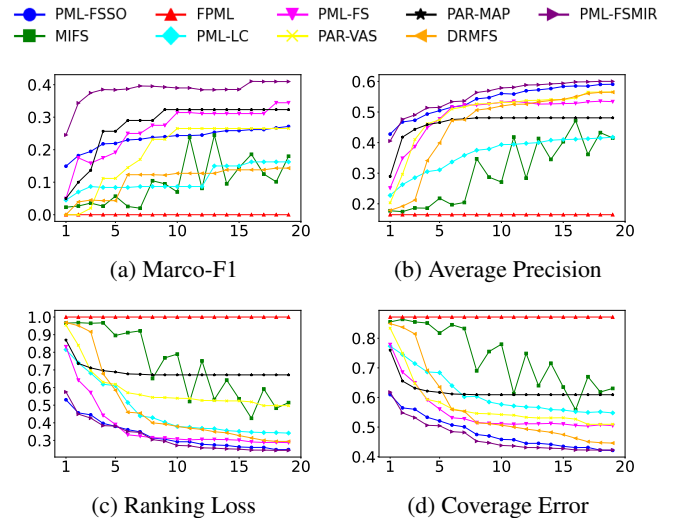 PML-FSSO FPML PML-FS PAR-MAP PML-FSMIR
MIFS PML-LC PAR-VAS DRMFS
0.4
0.3
0.2
0.1
0.0
1 5 10 15 20
(a) Marco-F1
0.6
0.5
0.4
0.3
0.2
1 5 10 15 20
(b) Average Precision
1.0
0.9
0.8
0.7
0.6
0.5
0.4
0.3
1 5 10 15 20
(c) Ranking Loss
0.8
0.7
0.6
0.5
0.4
1 5 10 15 20
(d) Coverage Error